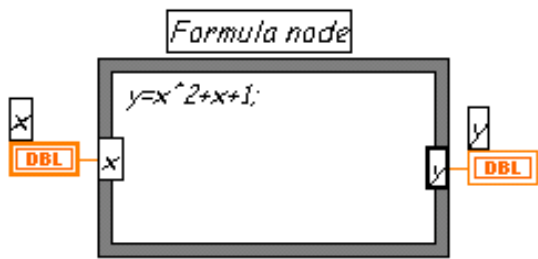 Formula node
y=x^2+x+1;
x
DBL
x
y
y
DBL